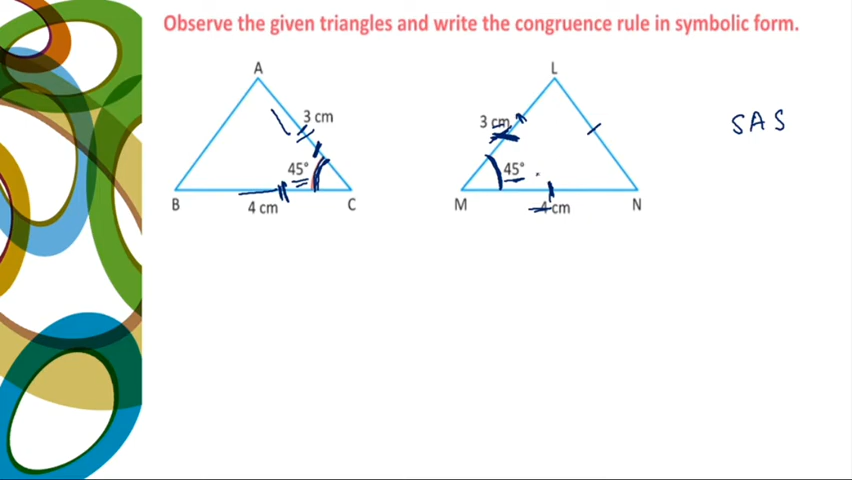 Observe the given triangles and write the congruence rule in symbolic form.
A
L
3 cm
3 cm
SAS
45°
45°
B
4 cm
C
M
4 cm
N